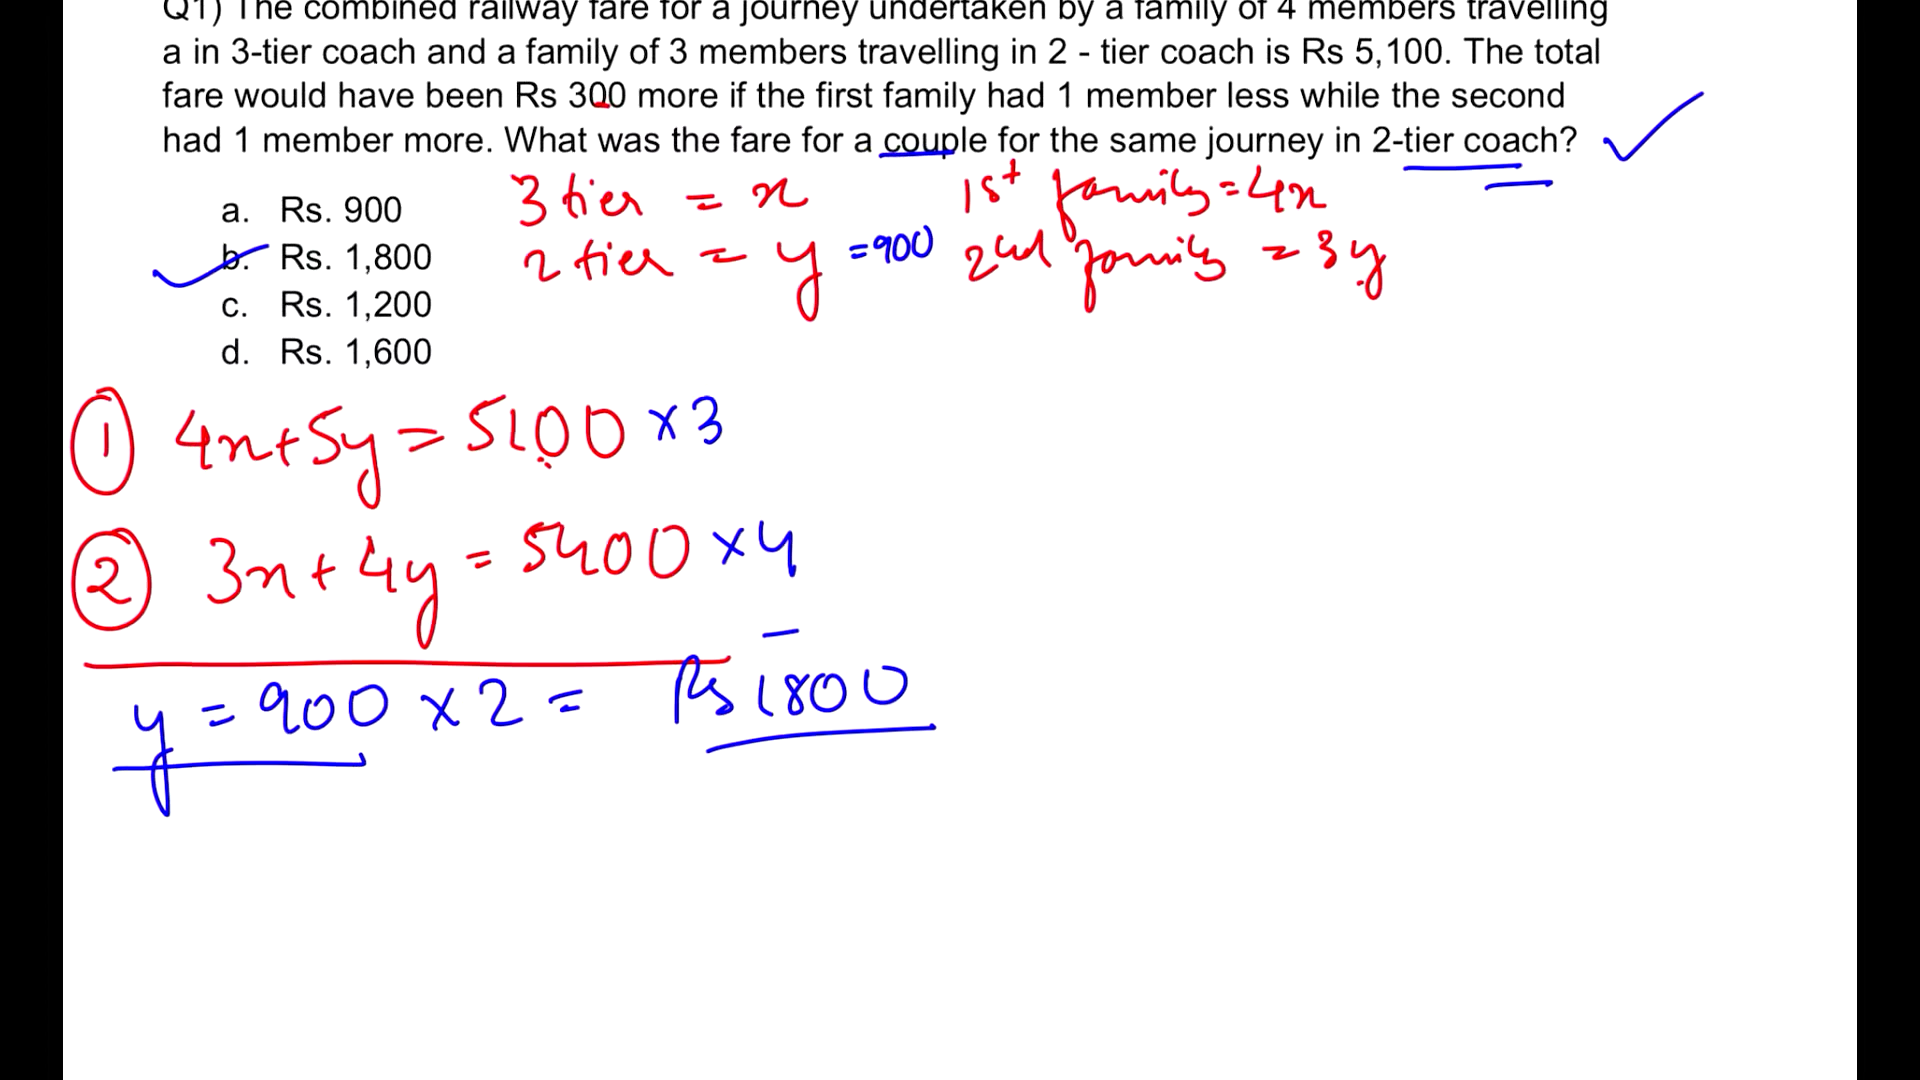 Q1) The combined railway fare for a journey undertaken by a family of 4 members travelling
a in 3-tier coach and a family of 3 members travelling in 2 - tier coach is Rs 5,100. The total
fare would have been Rs 300 more if the first family had 1 member less while the second
had 1 member more. What was the fare for a couple for the same journey in 2-tier coach?
a. Rs. 900
b. Rs. 1,800
c. Rs. 1,200
d. Rs. 1,600
3 tier = x
2 tier = y = 900
1st family = 4x
2nd family = 3y
① 4x + 5y = 5100 × 3
② 3x + 4y = 5400 × 4
–
y = 900 × 2 = Rs 1800